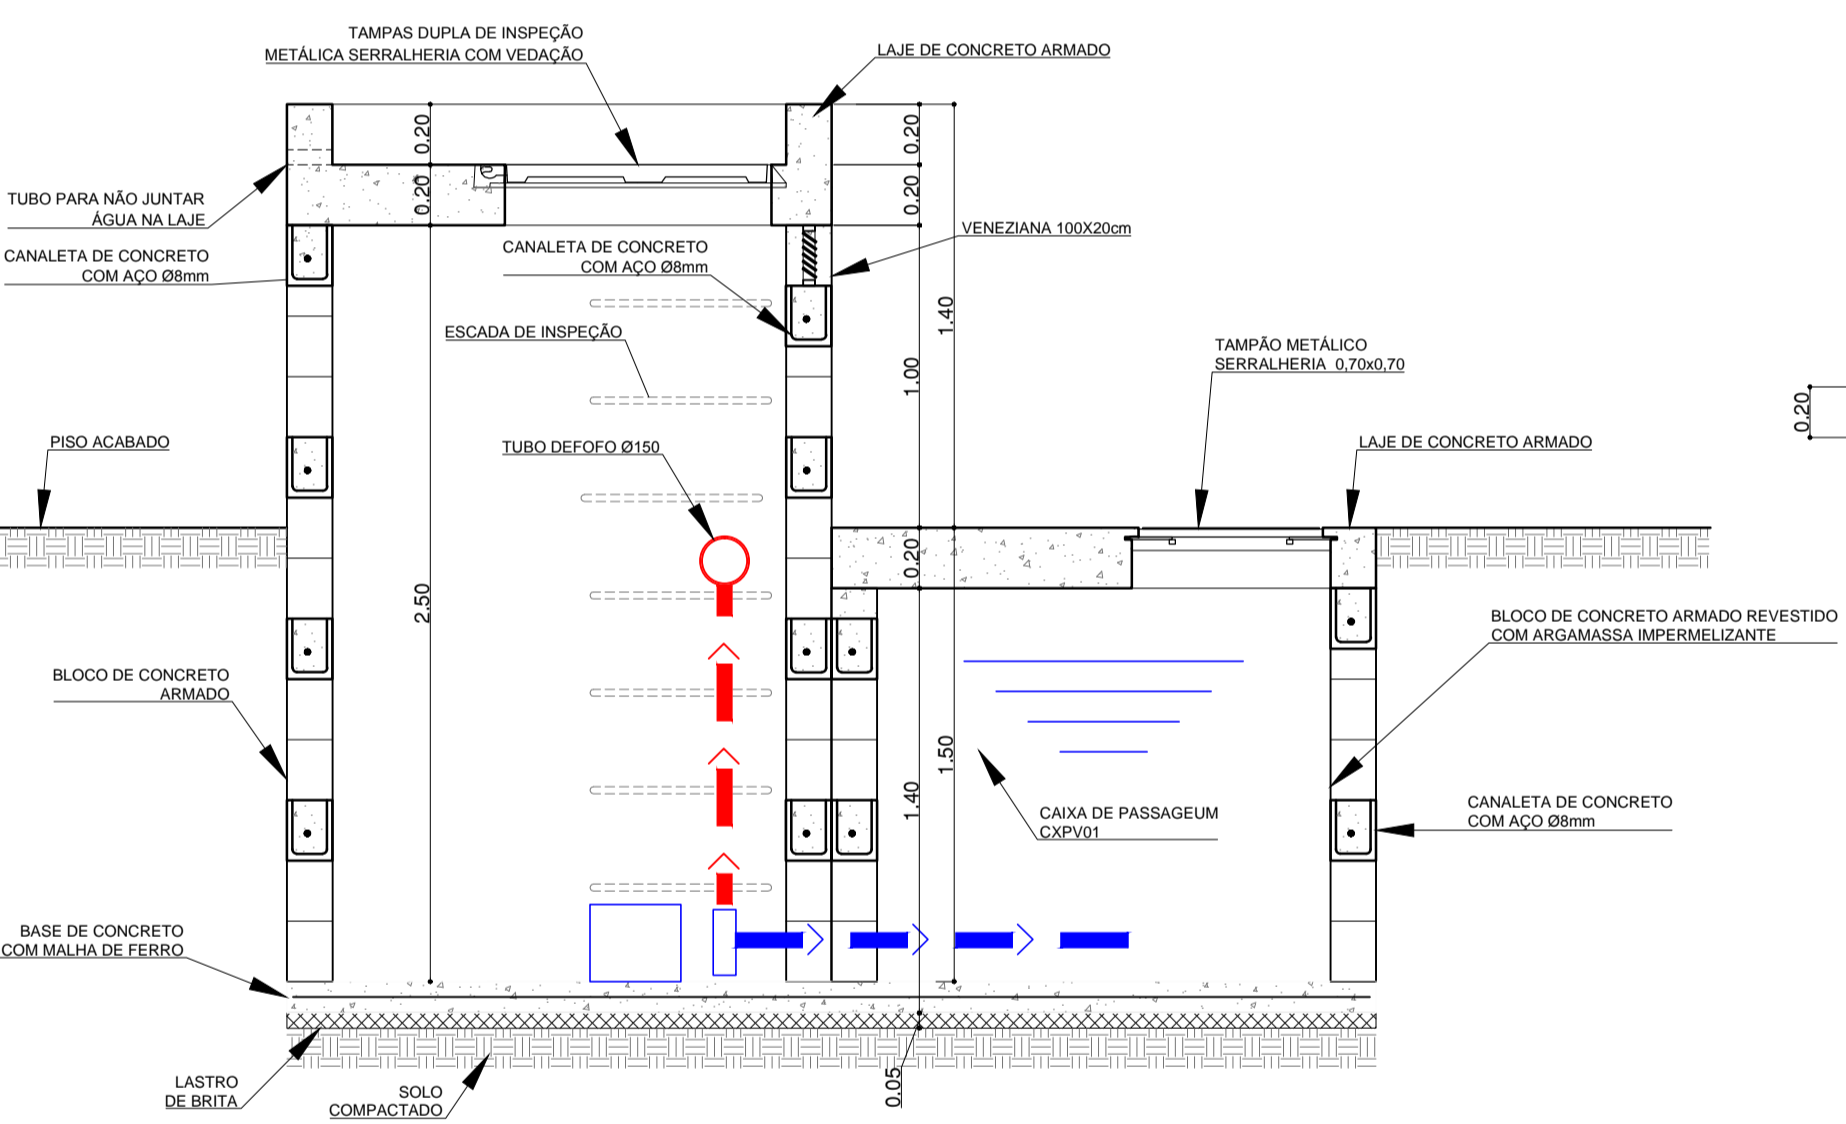 TAMPAS DUPLA DE INSPEÇÃO
METÁLICA SERRALHERIA COM VEDAÇÃO
LAJE DE CONCRETO ARMADO
0.20
0.20
0.20
0.20
TUBO PARA NÃO JUNTAR
ÁGUA NA LAJE
CANALETA DE CONCRETO
COM AÇO Ø8mm
CANALETA DE CONCRETO
COM AÇO Ø8mm
VENEZIANA 100X20cm
ESCADA DE INSPEÇÃO
1.40
1.00
TAMPÃO METÁLICO
SERRALHERIA 0,70x0,70
0.20
PISO ACABADO
TUBO DEFOFO Ø150
LAJE DE CONCRETO ARMADO
0.20
2.50
BLOCO DE CONCRETO ARMADO REVESTIDO
COM ARGAMASSA IMPERMELIZANTE
BLOCO DE CONCRETO
ARMADO
1.50
1.40
CAIXA DE PASSAGEUM
CXPV01
CANALETA DE CONCRETO
COM AÇO Ø8mm
BASE DE CONCRETO
COM MALHA DE FERRO
LASTRO
DE BRITA
SOLO
COMPACTADO
0.05